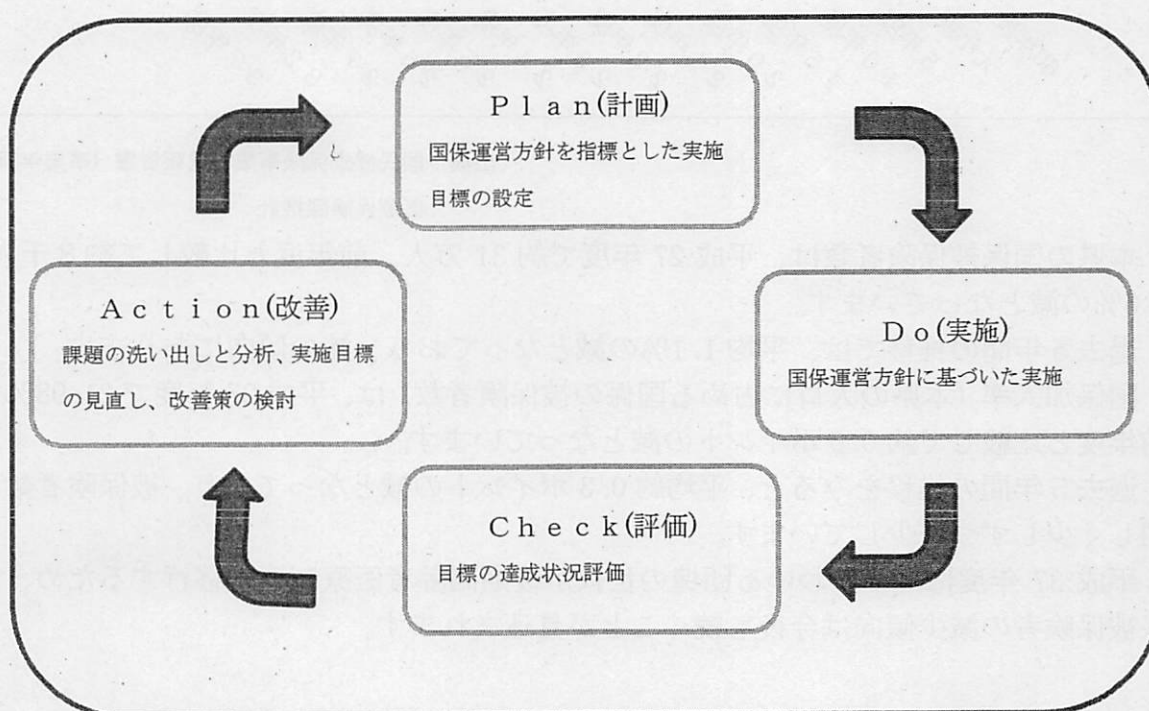 Ｐｌａｎ(計画)
国保運営方針を指標とした実施
目標の設定
Ａｃｔｉｏｎ(改善)
課題の洗い出しと分析、実施目標
の見直し、改善策の検討
Ｄｏ(実施)
国保運営方針に基づいた実施
Ｃｈｅｃｋ(評価)
目標の達成状況評価